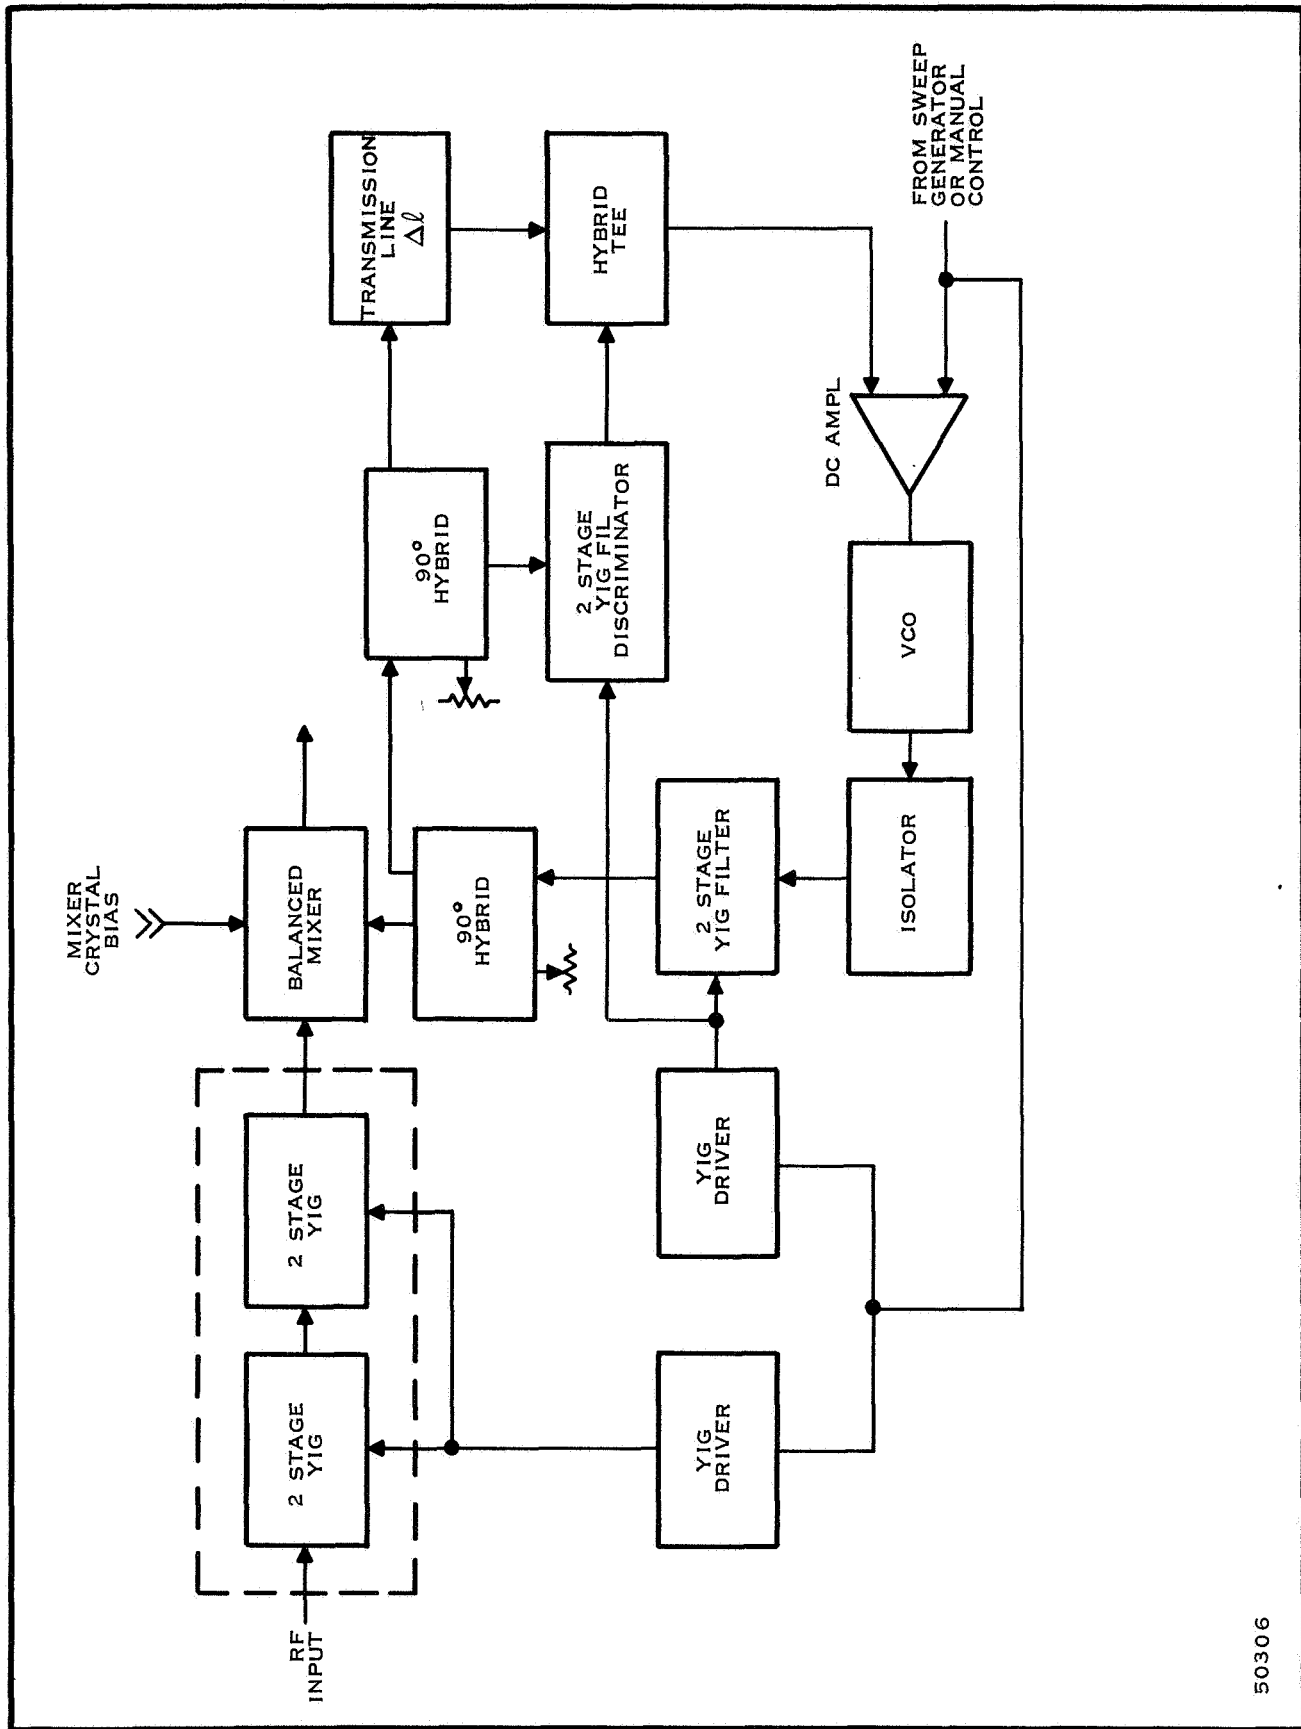 MIXER
CRYSTAL
BIAS
RF
INPUT
2 STAGE
YIG
2 STAGE
YIG
BALANCED
MIXER
90°
HYBRID
90°
HYBRID
TRANSMISSION
LINE
Δℓ
2 STAGE
YIG FIL
DISCRIMINATOR
HYBRID
TEE
YIG
DRIVER
YIG
DRIVER
2 STAGE
YIG FILTER
ISOLATOR
VCO
DC AMPL
FROM SWEEP
GENERATOR
OR MANUAL
CONTROL
50306